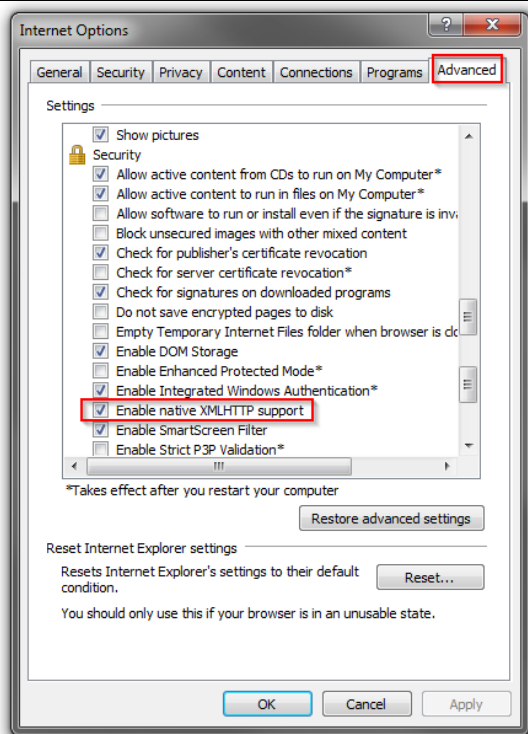 Internet Options
General Security Privacy Content Connections Programs Advanced
Settings
Show pictures
Security
Allow active content from CDs to run on My Computer*
Allow active content to run in files on My Computer*
Allow software to run or install even if the signature is inva
Block unsecured images with other mixed content
Check for publisher's certificate revocation
Check for server certificate revocation*
Check for signatures on downloaded programs
Do not save encrypted pages to disk
Empty Temporary Internet Files folder when browser is clo
Enable DOM Storage
Enable Enhanced Protected Mode*
Enable Integrated Windows Authentication*
Enable native XMLHTTP support
Enable SmartScreen Filter
Enable Strict P3P Validation*
*Takes effect after you restart your computer
Restore advanced settings
Reset Internet Explorer settings
Resets Internet Explorer's settings to their default
condition.
Reset...
You should only use this if your browser is in an unusable state.
OK Cancel Apply